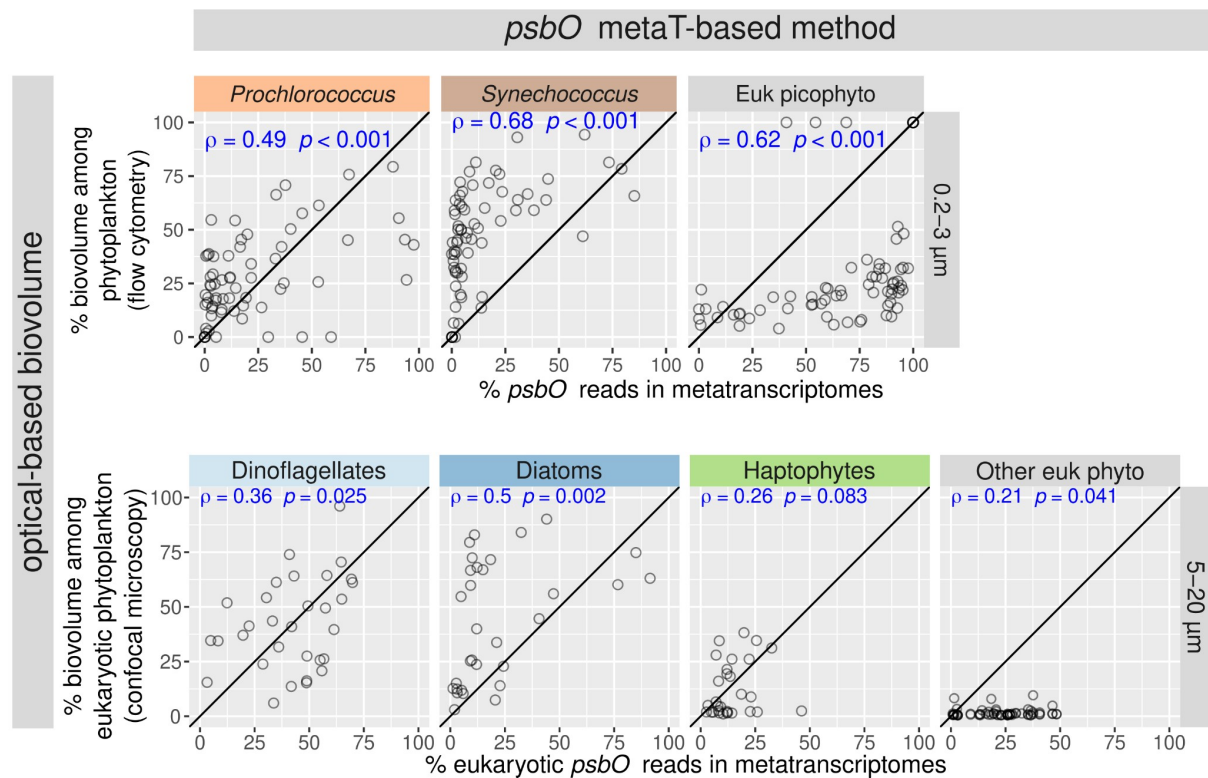 psbO metaT-based method
optical-based biovolume
Prochlorococcus
Synechococcus
Euk picophyto
% biovolume among
phytoplankton
(flow cytometry)
100
75
50
25
0
ρ = 0.49 p < 0.001
ρ = 0.68 p < 0.001
ρ = 0.62 p < 0.001
0.2–3 µm
0 25 50 75 100
0 25 50 75 100
0 25 50 75 100
% psbO reads in metatranscriptomes
Dinoflagellates
Diatoms
Haptophytes
Other euk phyto
% biovolume among
eukaryotic phytoplankton
(confocal microscopy)
100
75
50
25
0
ρ = 0.36 p = 0.025
ρ = 0.5 p = 0.002
ρ = 0.26 p = 0.083
ρ = 0.21 p = 0.041
5–20 µm
0 25 50 75 100
0 25 50 75 100
0 25 50 75 100
0 25 50 75 100
% eukaryotic psbO reads in metatranscriptomes